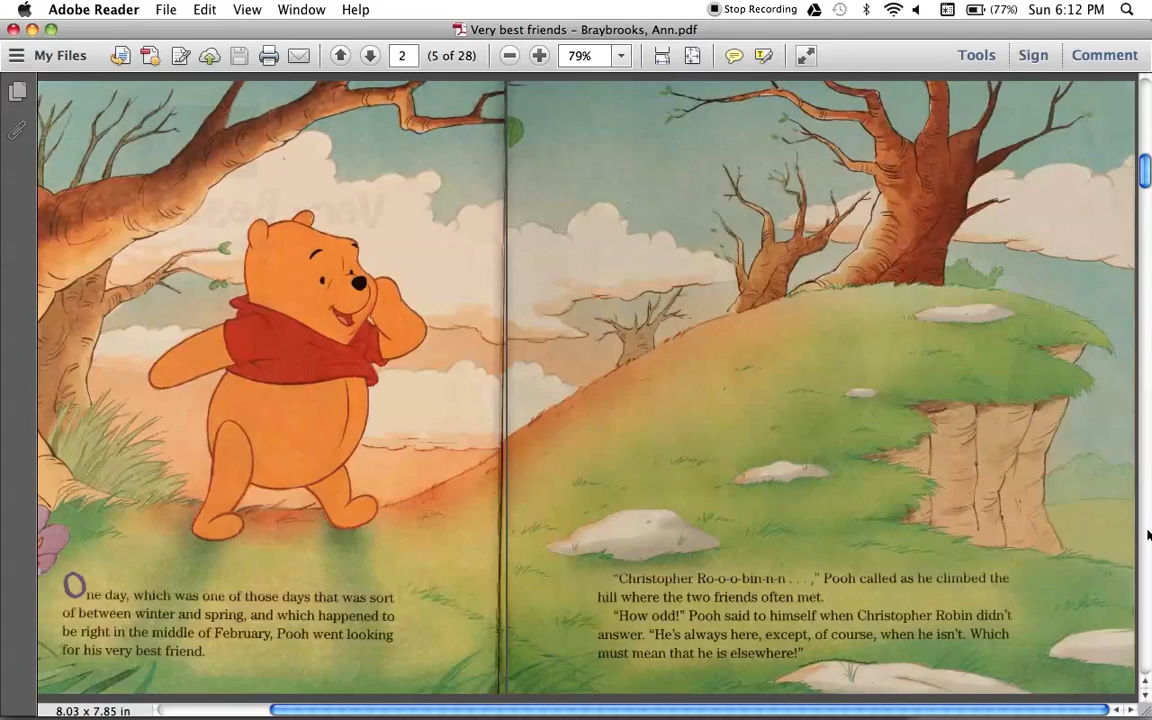 Adobe Reader File Edit View Window Help Stop Recording (77%) Sun 6:12 PM
Very best friends – Braybrooks, Ann.pdf
My Files 2 (5 of 28) 79% Tools Sign Comment
One day, which was one of those days that was sort
of between winter and spring, and which happened to
be right in the middle of February, Pooh went looking
for his very best friend.
"Christopher Ro-o-o-bin-n-n . . . ," Pooh called as he climbed the
hill where the two friends often met.
"How odd!" Pooh said to himself when Christopher Robin didn't
answer. "He's always here, except, of course, when he isn't. Which
must mean that he is elsewhere!"
8.03 x 7.85 in